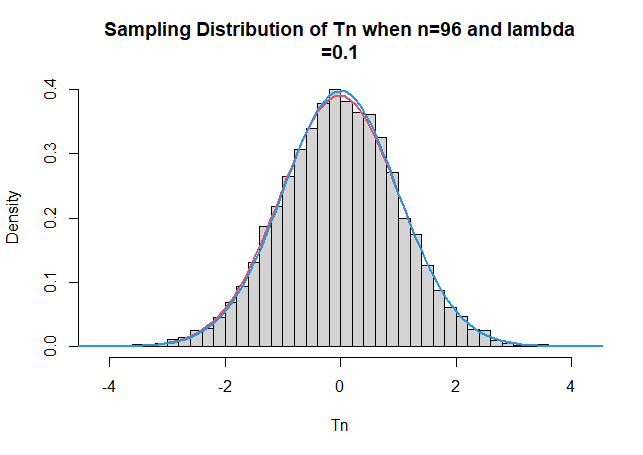 Sampling Distribution of Tn when n=96 and lambda
=0.1
0.4
0.3
0.2
0.1
0.0
Density
-4 -2 0 2 4
Tn